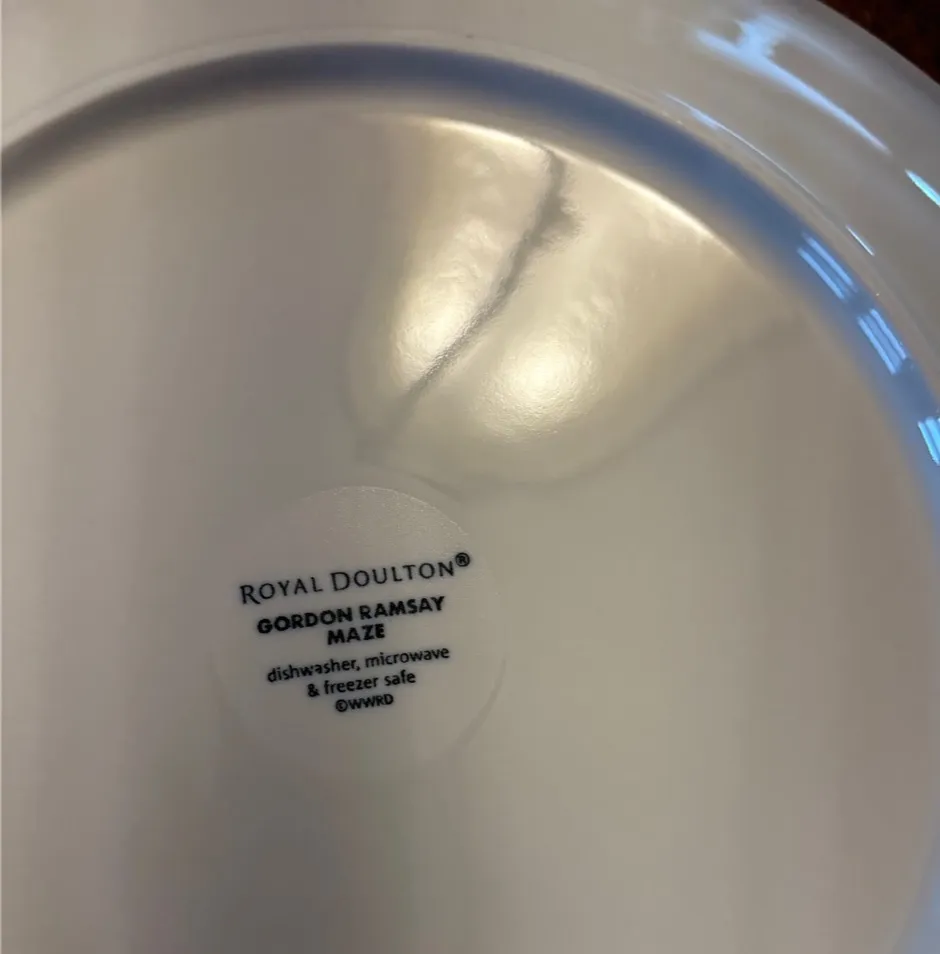 ROYAL DOULTON®
GORDON RAMSAY
MAZE
dishwasher, microwave
& freezer safe
©WWRD